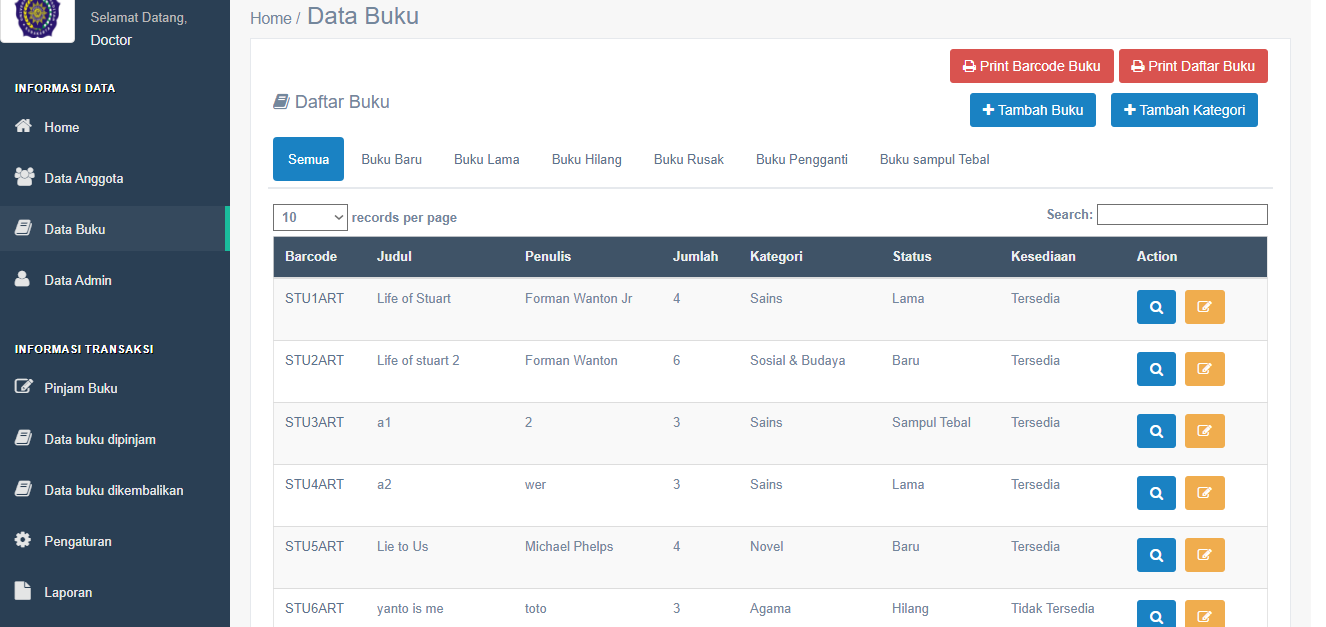 Selamat Datang,
Doctor
INFORMASI DATA
Home
Data Anggota
Data Buku
Data Admin
INFORMASI TRANSAKSI
Pinjam Buku
Data buku dipinjam
Data buku dikembalikan
Pengaturan
Laporan
Home / Data Buku
Print Barcode Buku Print Daftar Buku
Daftar Buku
Tambah Buku Tambah Kategori
Semua Buku Baru Buku Lama Buku Hilang Buku Rusak Buku Pengganti Buku sampul Tebal
10 records per page Search:
Barcode Judul Penulis Jumlah Kategori Status Kesediaan Action
STU1ART Life of Stuart Forman Wanton Jr 4 Sains Lama Tersedia
STU2ART Life of stuart 2 Forman Wanton 6 Sosial & Budaya Baru Tersedia
STU3ART a1 2 3 Sains Sampul Tebal Tersedia
STU4ART a2 wer 3 Sains Lama Tersedia
STU5ART Lie to Us Michael Phelps 4 Novel Baru Tersedia
STU6ART yanto is me toto 3 Agama Hilang Tidak Tersedia